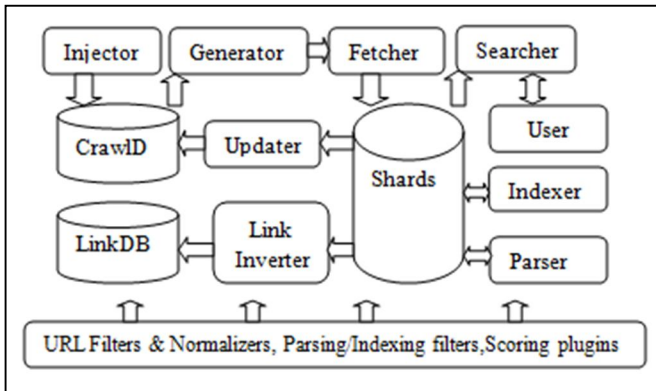 Injector
Generator
Fetcher
Searcher
CrawlD
Updater
Shards
User
Indexer
LinkDB
Link
Inverter
Parser
URL Filters & Normalizers, Parsing/Indexing filters,Scoring plugins